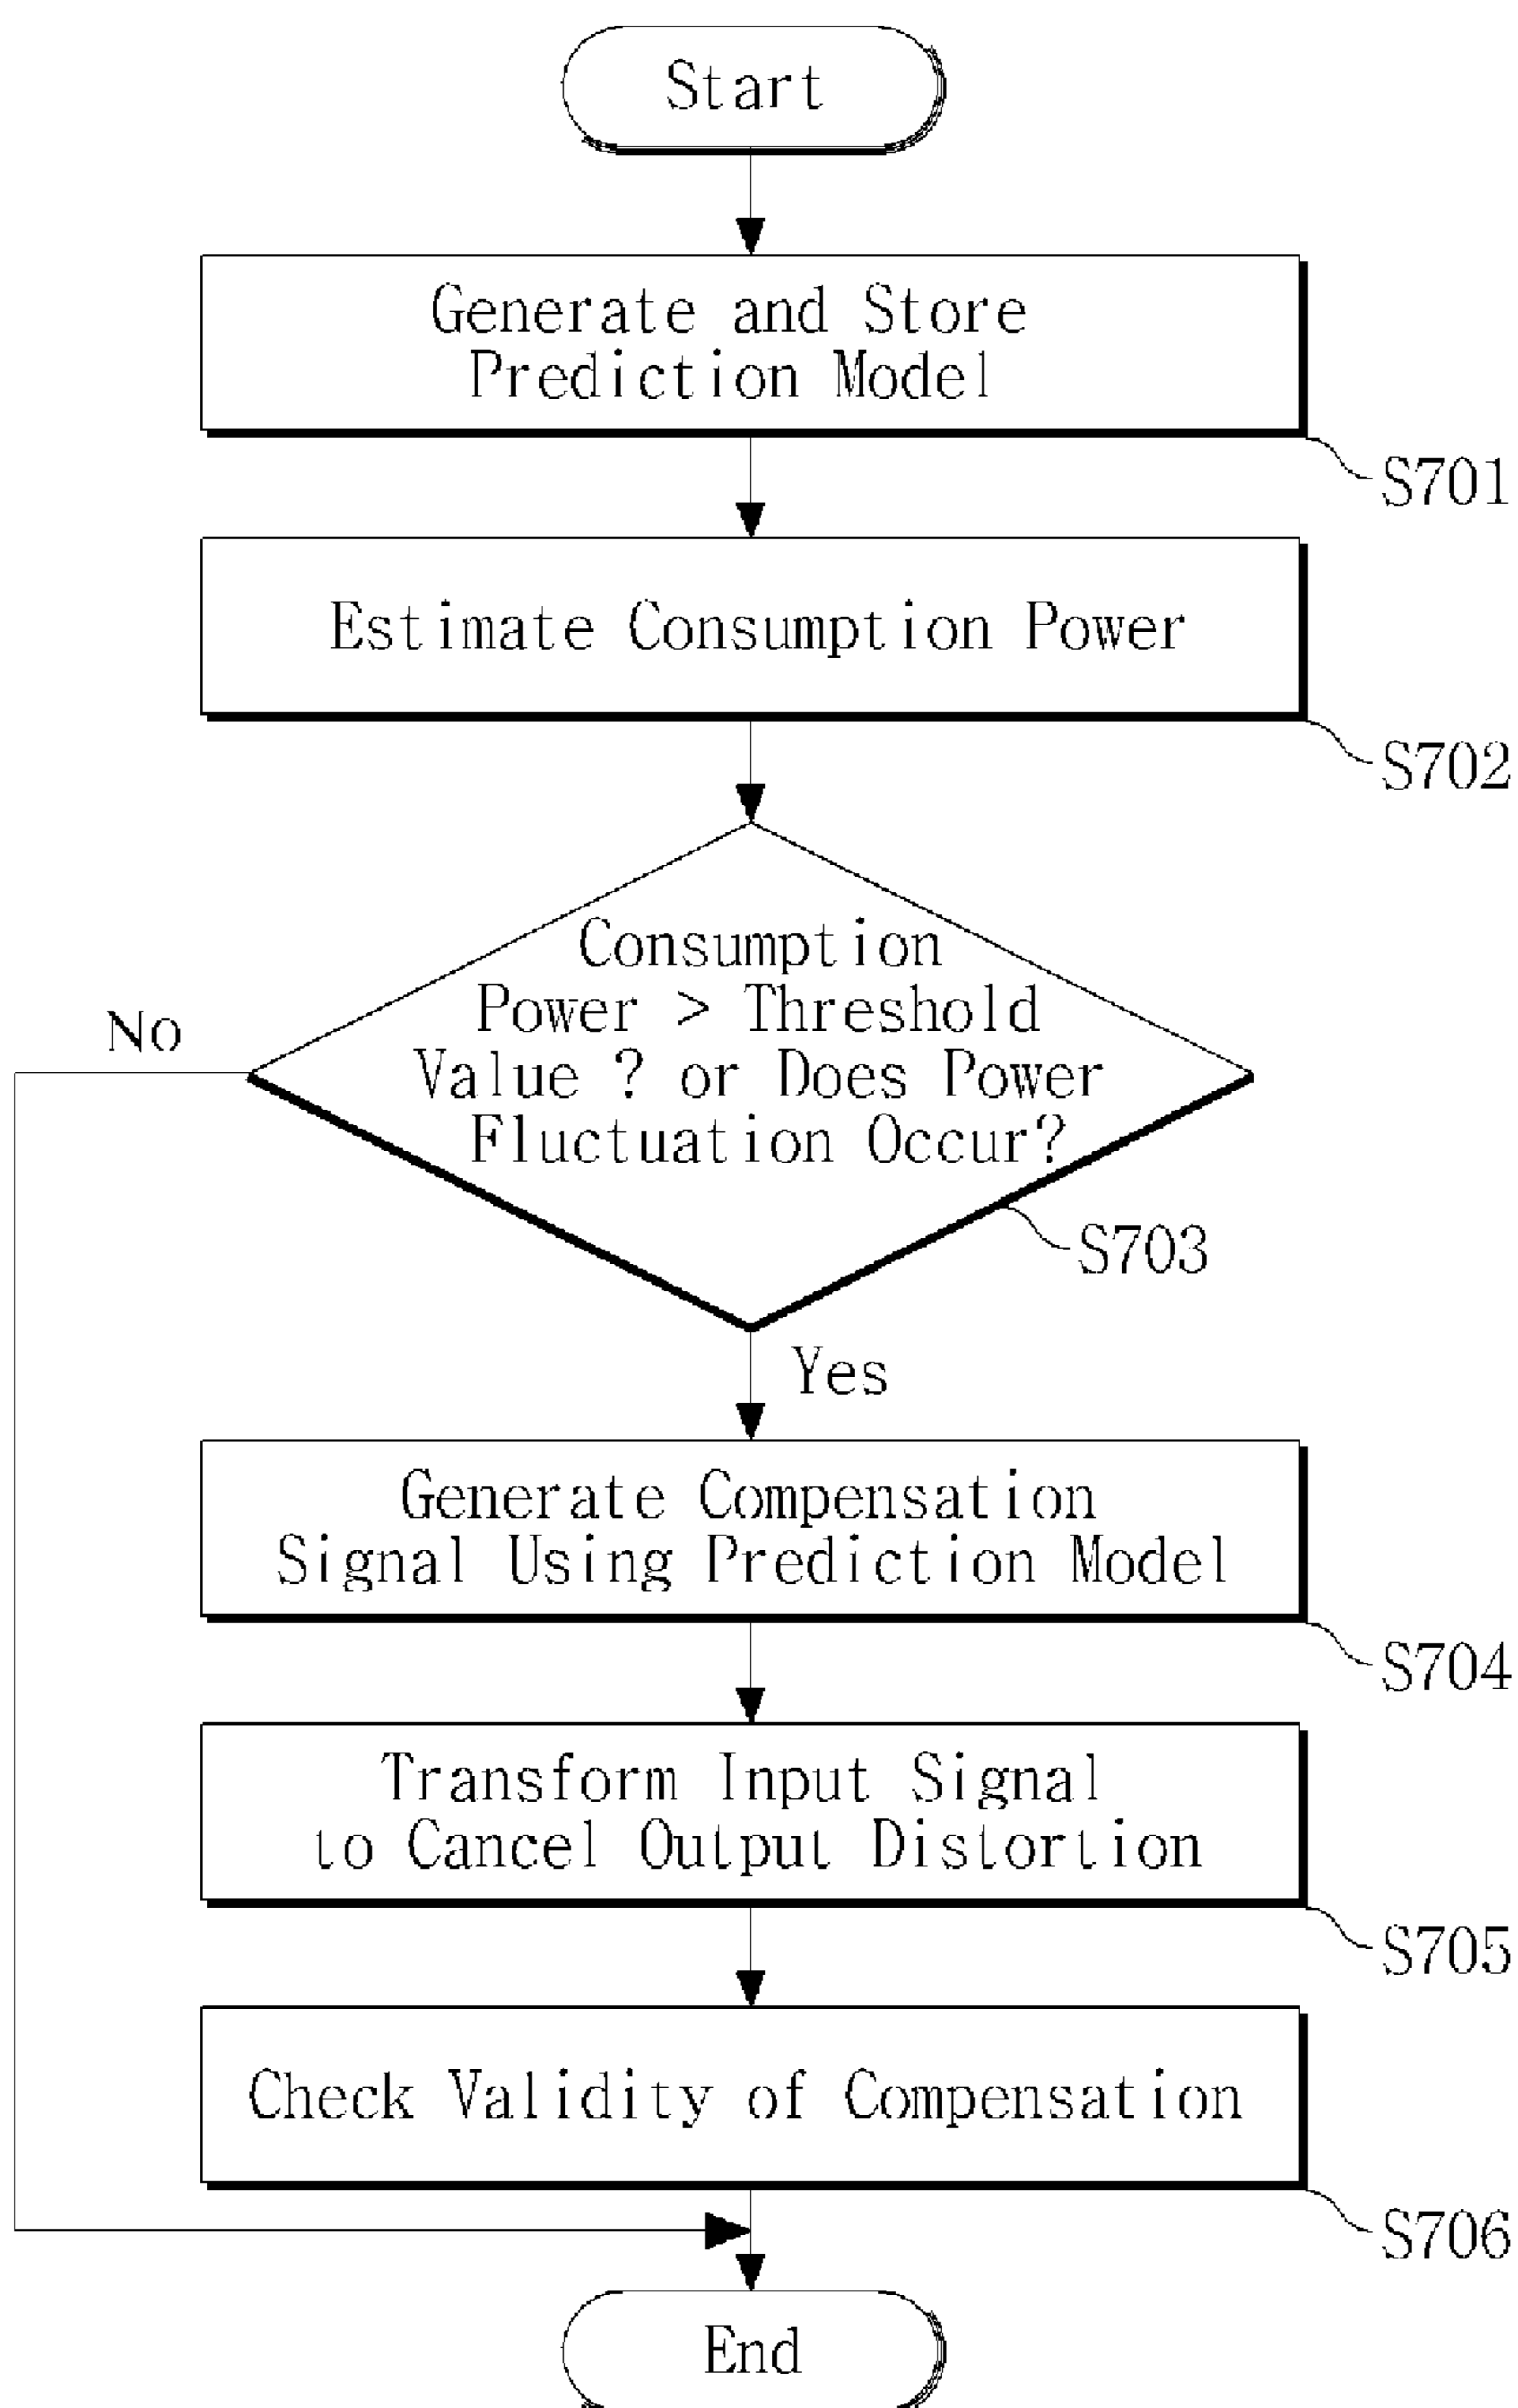 Start
Generate and Store
Prediction Model
S701
Estimate Consumption Power
S702
Consumption
Power > Threshold
Value ? or Does Power
Fluctuation Occur?
No
S703
Yes
Generate Compensation
Signal Using Prediction Model
S704
Transform Input Signal
to Cancel Output Distortion
S705
Check Validity of Compensation
S706
End